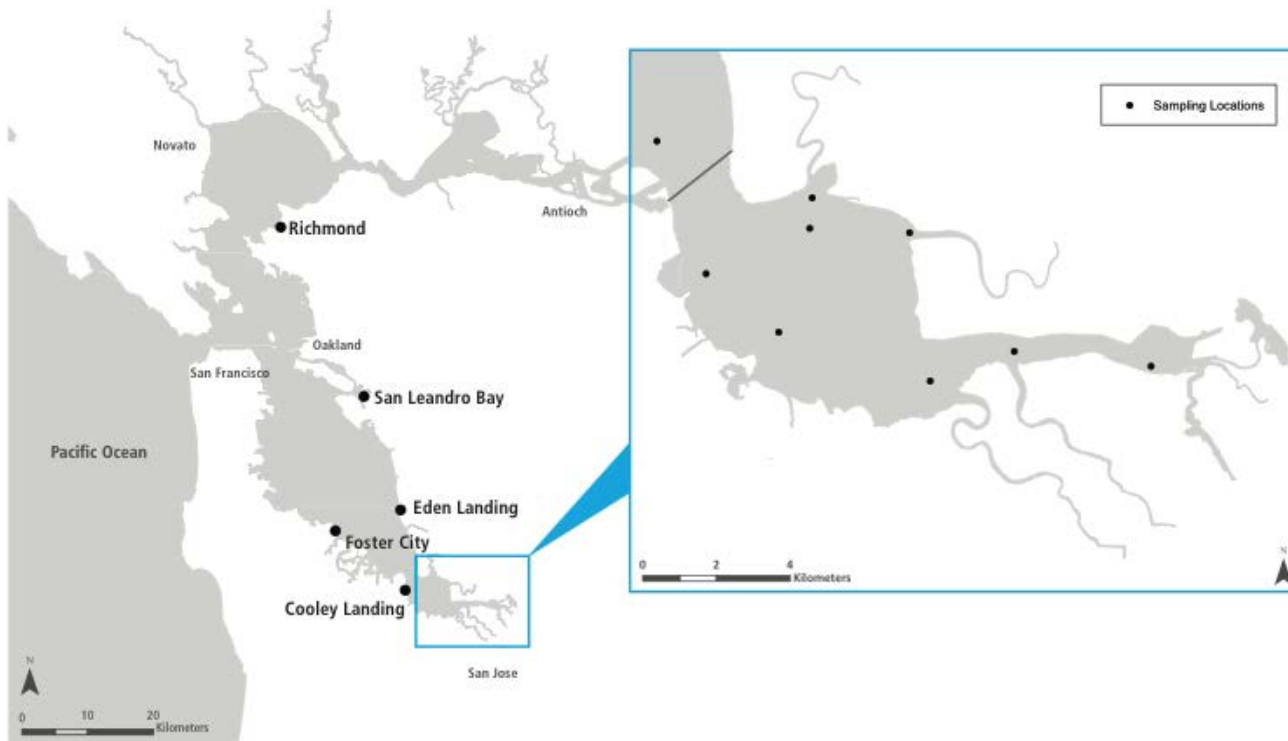 Sampling Locations
Novato
Antioch
Richmond
Oakland
San Francisco
San Leandro Bay
Pacific Ocean
Eden Landing
Foster City
Cooley Landing
San Jose
N
0 10 20
Kilometers
0 2 4
Kilometers
N